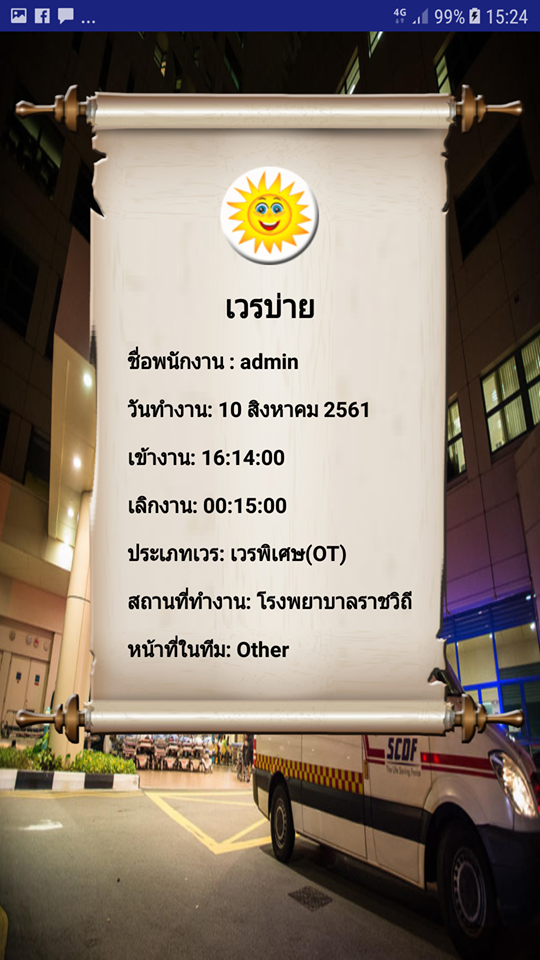 4G 99% 15:24
เวรบ่าย
ชื่อพนักงาน : admin
วันทำงาน: 10 สิงหาคม 2561
เข้างาน: 16:14:00
เลิกงาน: 00:15:00
ประเภทเวร: เวรพิเศษ(OT)
สถานที่ทำงาน: โรงพยาบาลราชวิถี
หน้าที่ในทีม: Other
SCDF
The Life Saving Force